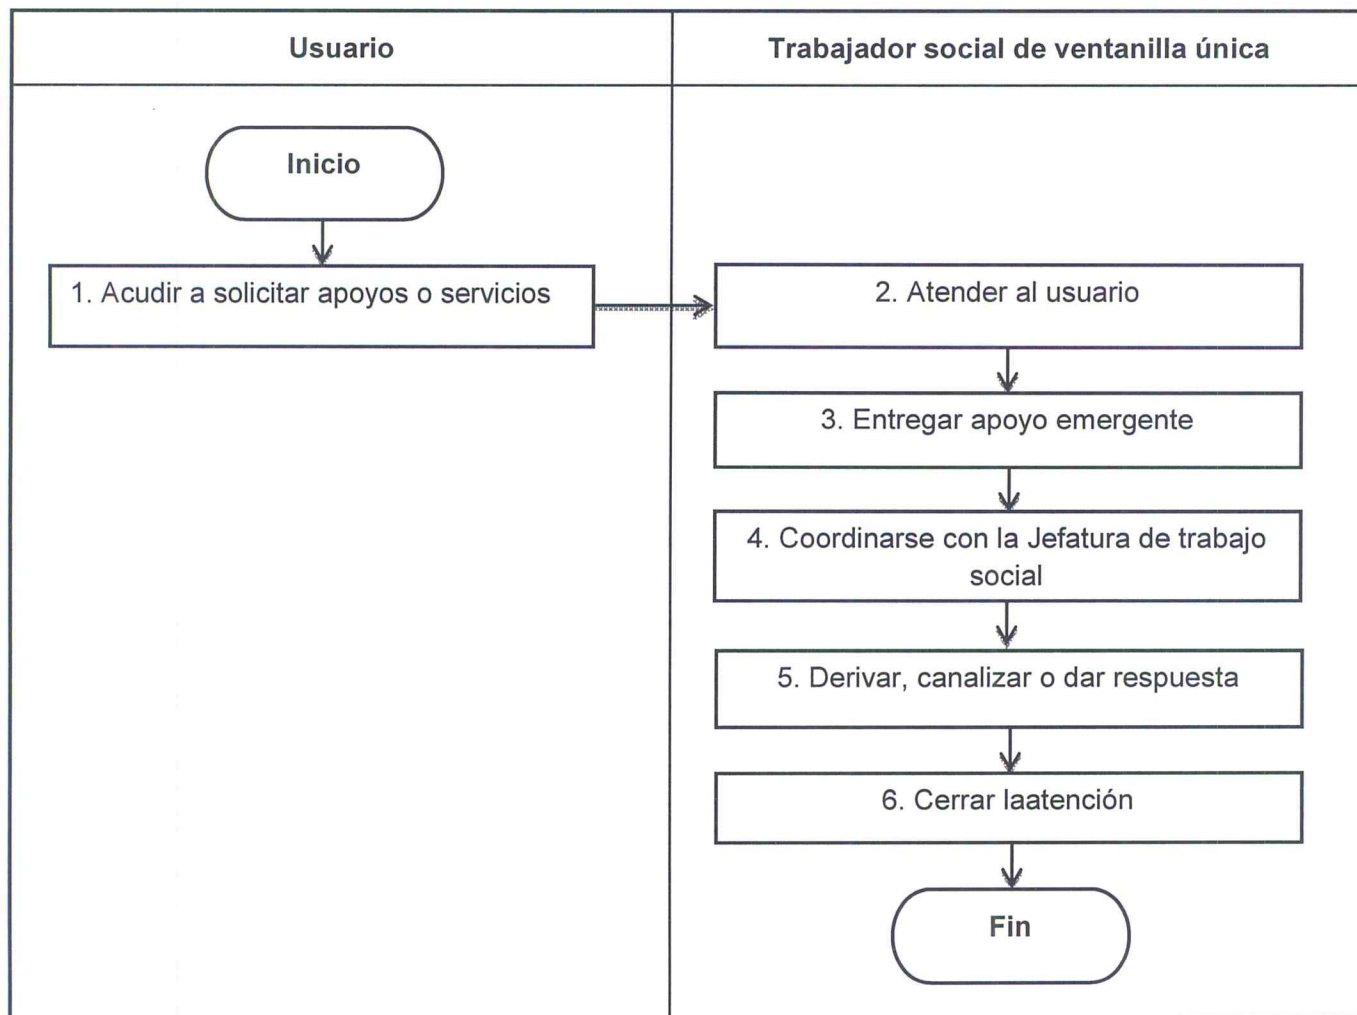 Usuario
Trabajador social de ventanilla única
Inicio
1. Acudir a solicitar apoyos o servicios
2. Atender al usuario
3. Entregar apoyo emergente
4. Coordinarse con la Jefatura de trabajo
social
5. Derivar, canalizar o dar respuesta
6. Cerrar laatención
Fin